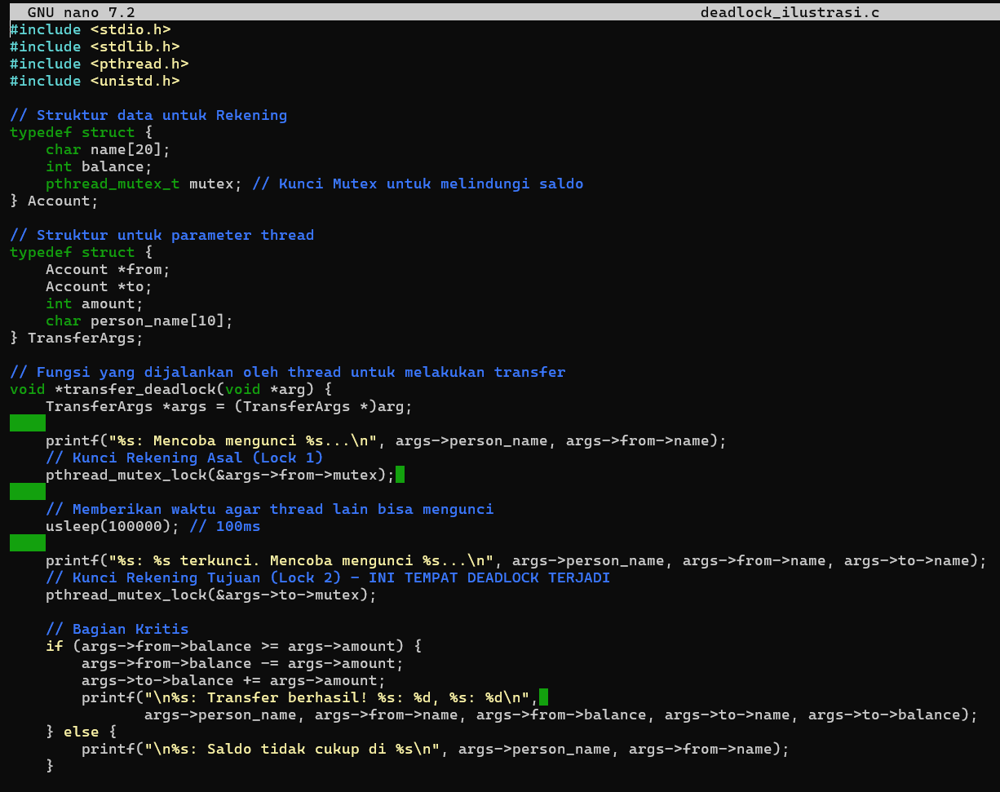 GNU nano 7.2 deadlock_ilustrasi.c
#include <stdio.h>
#include <stdlib.h>
#include <pthread.h>
#include <unistd.h>

// Struktur data untuk Rekening
typedef struct {
    char name[20];
    int balance;
    pthread_mutex_t mutex; // Kunci Mutex untuk melindungi saldo
} Account;

// Struktur untuk parameter thread
typedef struct {
    Account *from;
    Account *to;
    int amount;
    char person_name[10];
} TransferArgs;

// Fungsi yang dijalankan oleh thread untuk melakukan transfer
void *transfer_deadlock(void *arg) {
    TransferArgs *args = (TransferArgs *)arg;

    printf("%s: Mencoba mengunci %s...\n", args->person_name, args->from->name);
    // Kunci Rekening Asal (Lock 1)
    pthread_mutex_lock(&args->from->mutex);

    // Memberikan waktu agar thread lain bisa mengunci
    usleep(100000); // 100ms

    printf("%s: %s terkunci. Mencoba mengunci %s...\n", args->person_name, args->from->name, args->to->name);
    // Kunci Rekening Tujuan (Lock 2) - INI TEMPAT DEADLOCK TERJADI
    pthread_mutex_lock(&args->to->mutex);

    // Bagian Kritis
    if (args->from->balance >= args->amount) {
        args->from->balance -= args->amount;
        args->to->balance += args->amount;
        printf("\n%s: Transfer berhasil! %s: %d, %s: %d\n",
               args->person_name, args->from->name, args->from->balance, args->to->name, args->to->balance);
    } else {
        printf("\n%s: Saldo tidak cukup di %s\n", args->person_name, args->from->name);
    }